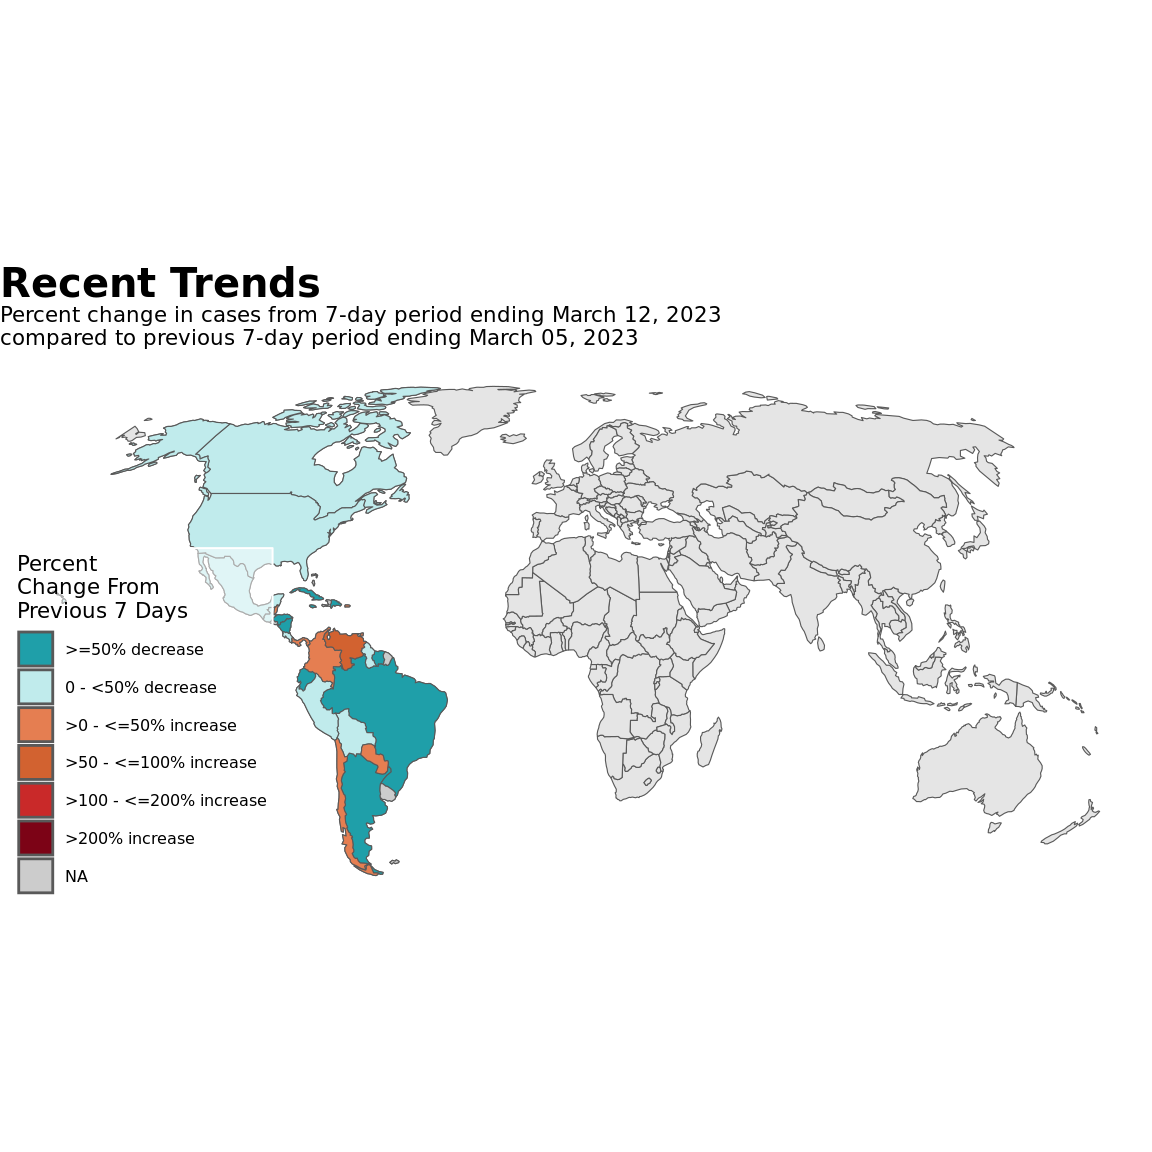 Recent Trends
Percent change in cases from 7-day period ending March 12, 2023
compared to previous 7-day period ending March 05, 2023
Percent
Change From
Previous 7 Days
>=50% decrease
0 - <50% decrease
>0 - <=50% increase
>50 - <=100% increase
>100 - <=200% increase
>200% increase
NA